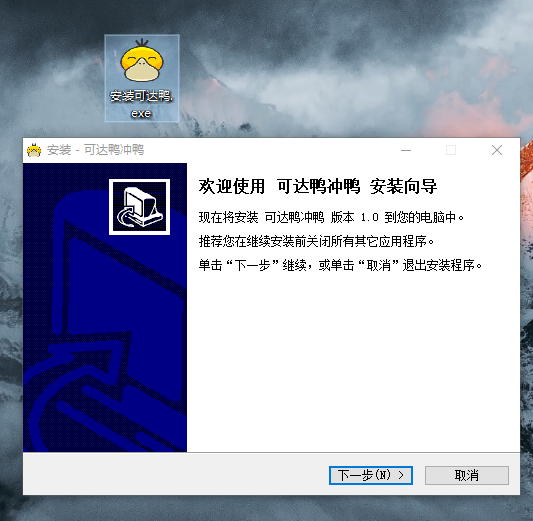 安装可达鸭.
exe
安装 - 可达鸭冲鸭
欢迎使用 可达鸭冲鸭 安装向导
现在将安装 可达鸭冲鸭 版本 1.0 到您的电脑中。
推荐您在继续安装前关闭所有其它应用程序。
单击“下一步”继续，或单击“取消”退出安装程序。
下一步(N) >
取消